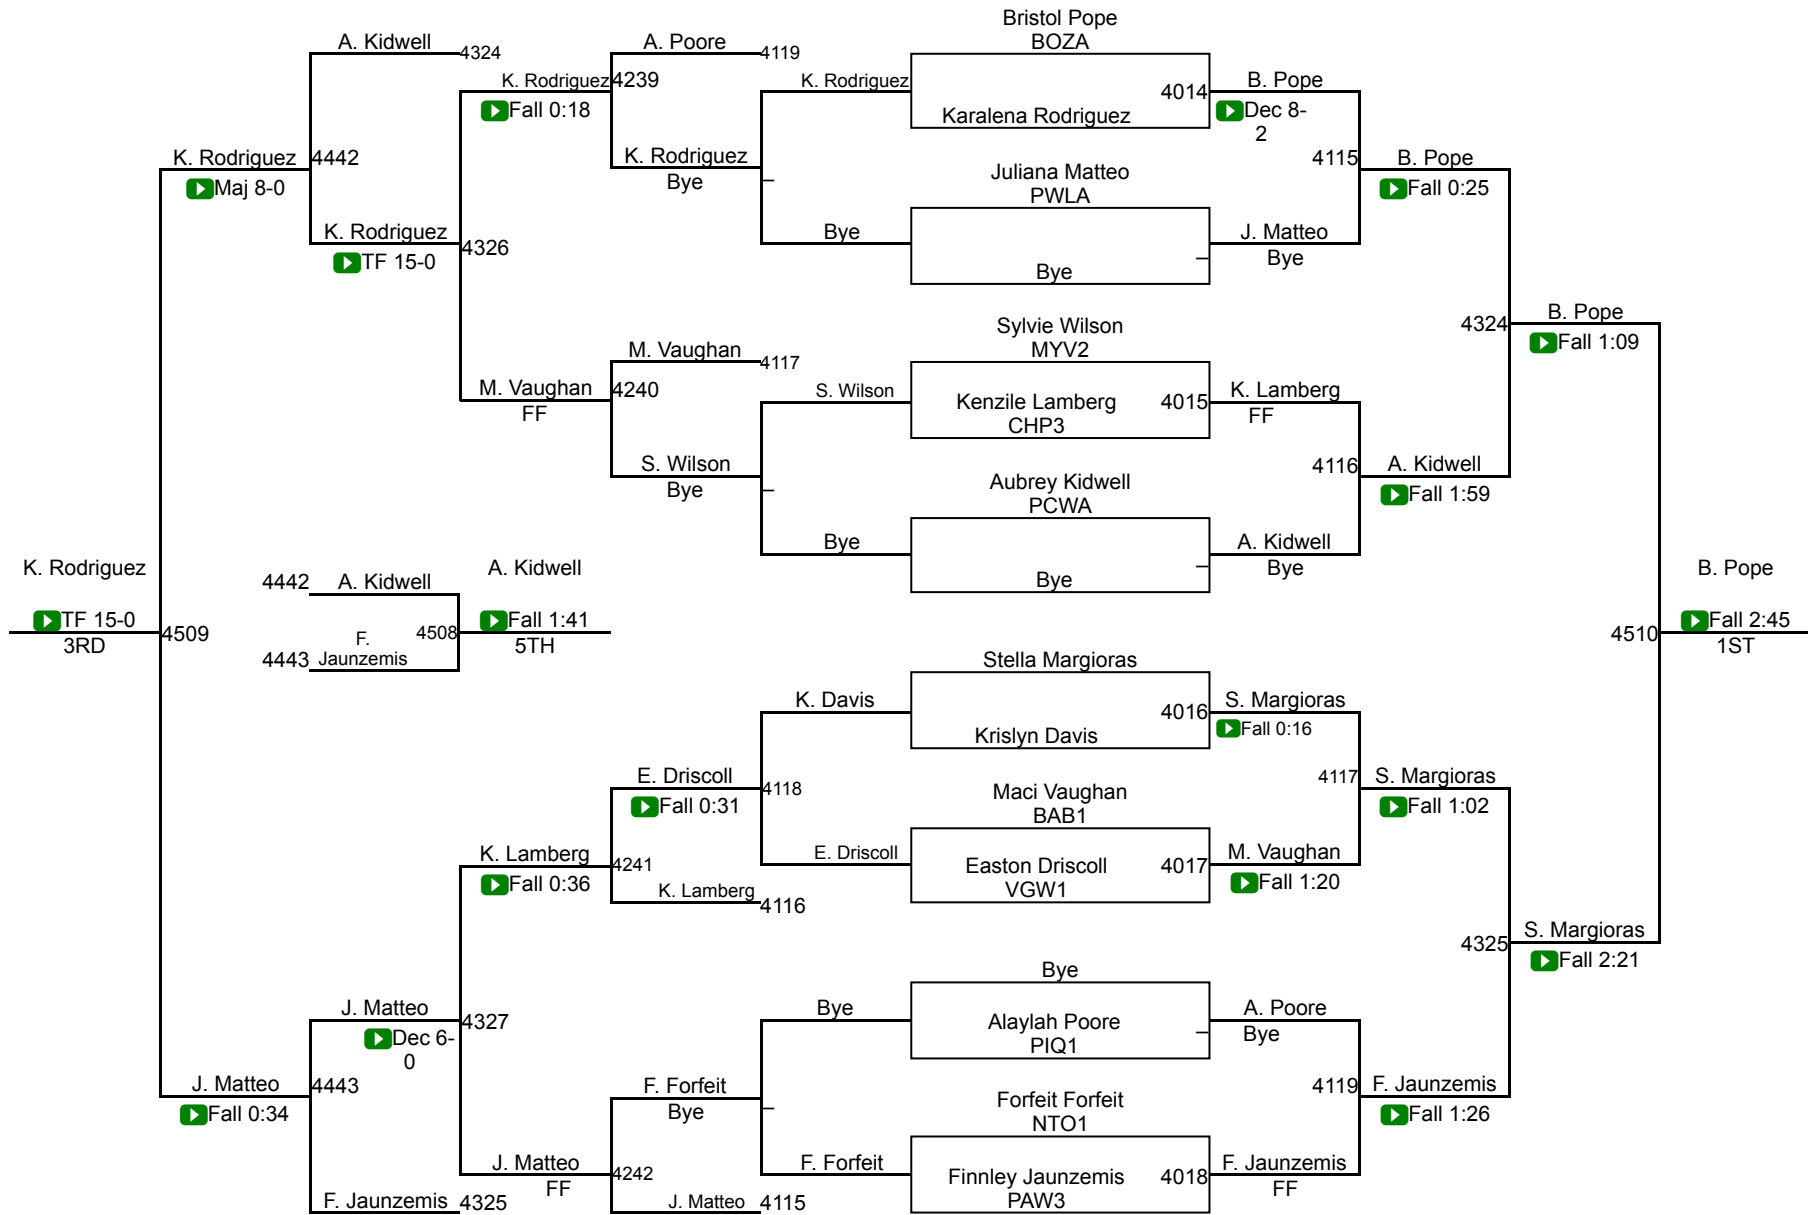 Bristol Pope
BOZA
A. Kidwell
4324
A. Poore
4119
K. Rodriguez
4239
Fall 0:18
K. Rodriguez
4014
Karalena Rodriguez
B. Pope
Dec 8-
2
K. Rodriguez
4442
Maj 8-0
K. Rodriguez
Bye
–
Juliana Matteo
PWLA
4115
B. Pope
Fall 0:25
K. Rodriguez
TF 15-0
4326
Bye
Bye
–
J. Matteo
Bye
Sylvie Wilson
MYV2
4324
B. Pope
Fall 1:09
M. Vaughan
4117
M. Vaughan
FF
4240
S. Wilson
Kenzile Lamberg
CHP3
4015
K. Lamberg
FF
S. Wilson
Bye
–
Aubrey Kidwell
PCWA
4116
A. Kidwell
Fall 1:59
Bye
Bye
–
A. Kidwell
Bye
K. Rodriguez
TF 15-0
3RD
4509
4442
A. Kidwell
4443
F.
Jaunzemis
4508
A. Kidwell
Fall 1:41
5TH
4510
B. Pope
Fall 2:45
1ST
Stella Margioras
K. Davis
4016
Krislyn Davis
S. Margioras
Fall 0:16
E. Driscoll
Fall 0:31
4118
Maci Vaughan
BAB1
4117
S. Margioras
Fall 1:02
K. Lamberg
Fall 0:36
4241
E. Driscoll
Easton Driscoll
VGW1
4017
M. Vaughan
Fall 1:20
K. Lamberg
4116
4325
S. Margioras
Fall 2:21
Bye
J. Matteo
Dec 6-
0
4327
Bye
Alaylah Poore
PIQ1
–
A. Poore
Bye
J. Matteo
Fall 0:34
4443
F. Forfeit
Bye
–
Forfeit Forfeit
NTO1
4119
F. Jaunzemis
Fall 1:26
J. Matteo
FF
4242
F. Forfeit
Finnley Jaunzemis
PAW3
4018
F. Jaunzemis
FF
F. Jaunzemis
4325
J. Matteo
4115